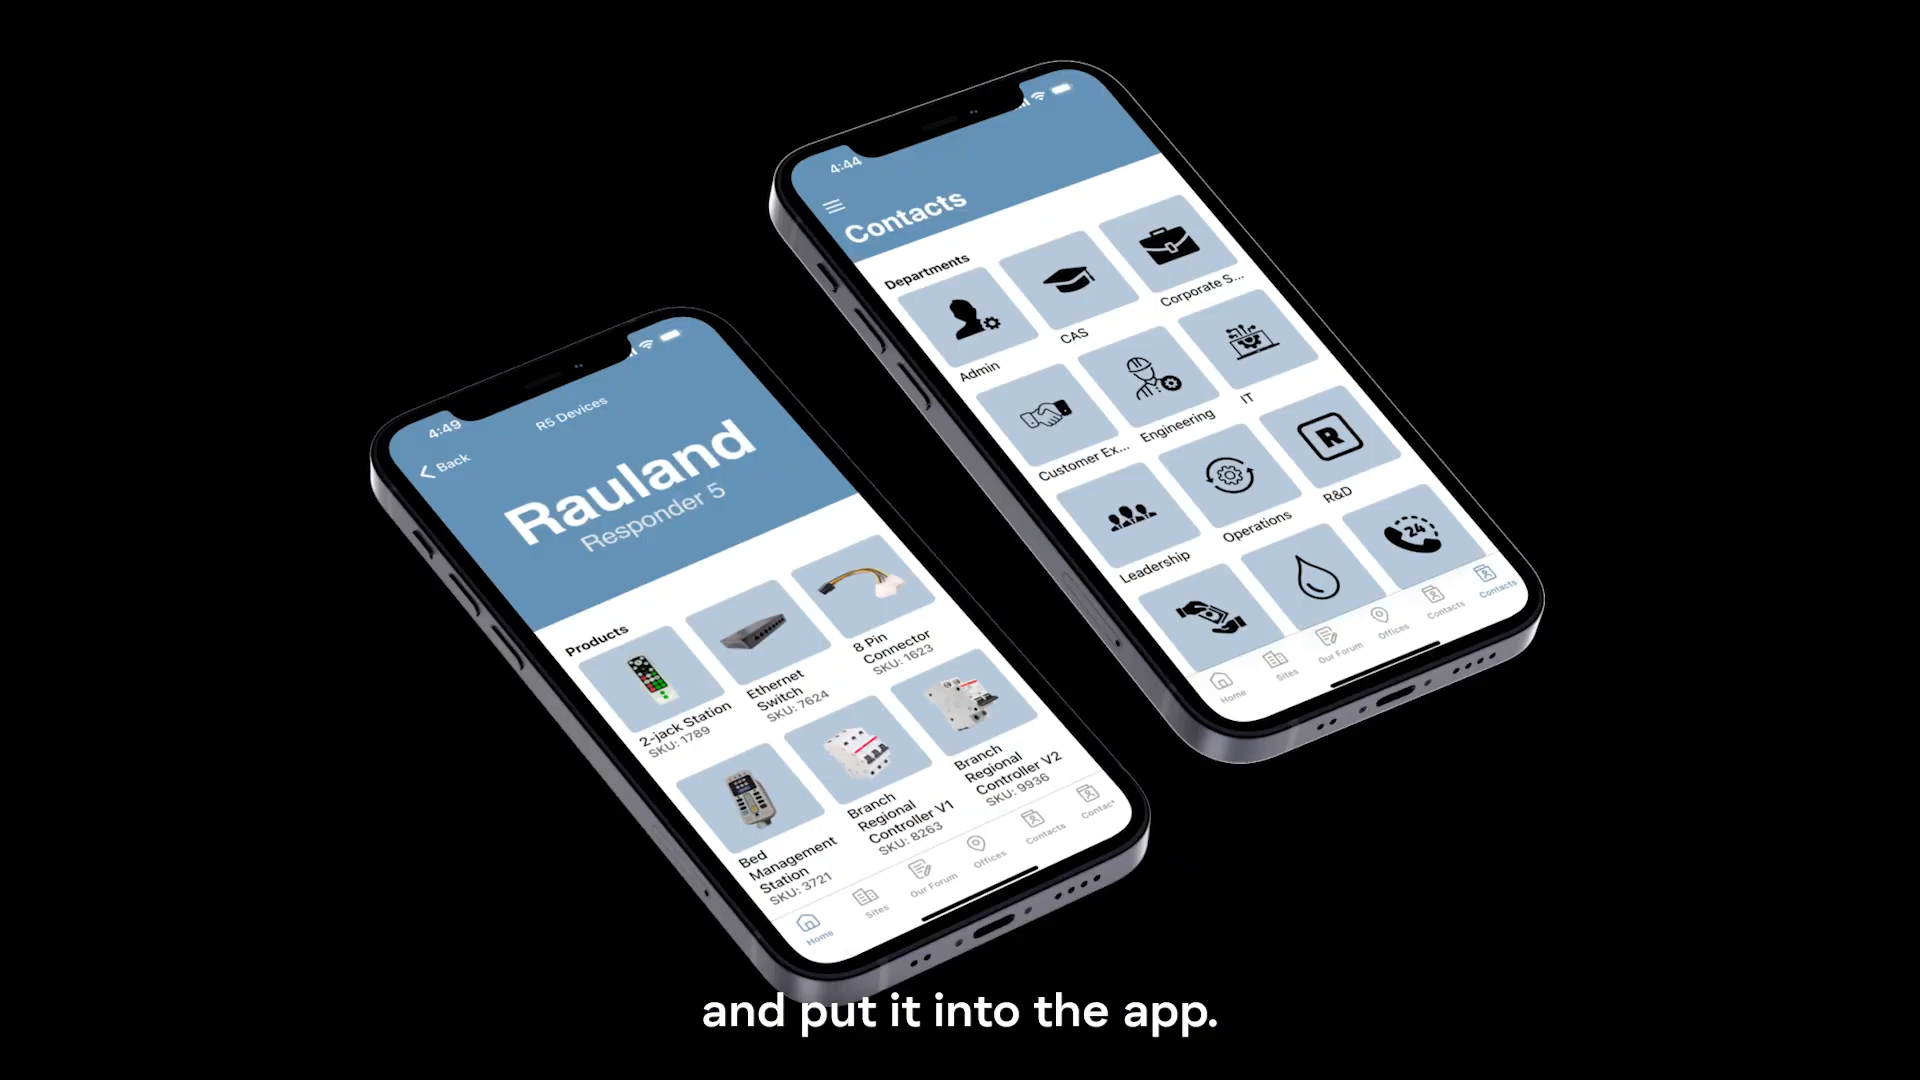 4:49
R5 Devices
Back
Rauland
Responder 5
Products
2-jack Station
SKU: 1789
Ethernet
Switch
SKU: 7624
8 Pin
Connector
SKU: 1623
Bed
Management
Station
SKU: 3721
Branch
Regional
Controller V1
SKU: 8263
Branch
Regional
Controller V2
SKU: 9936
Home
Sites
Our Forum
Offices
Contacts
Contac
4:44
Contacts
Departments
Admin
CAS
Corporate S...
Customer Ex...
Engineering
IT
Leadership
Operations
R
R&D
24
Home
Sites
Our Forum
Offices
Contacts
Contacts
and put it into the app.